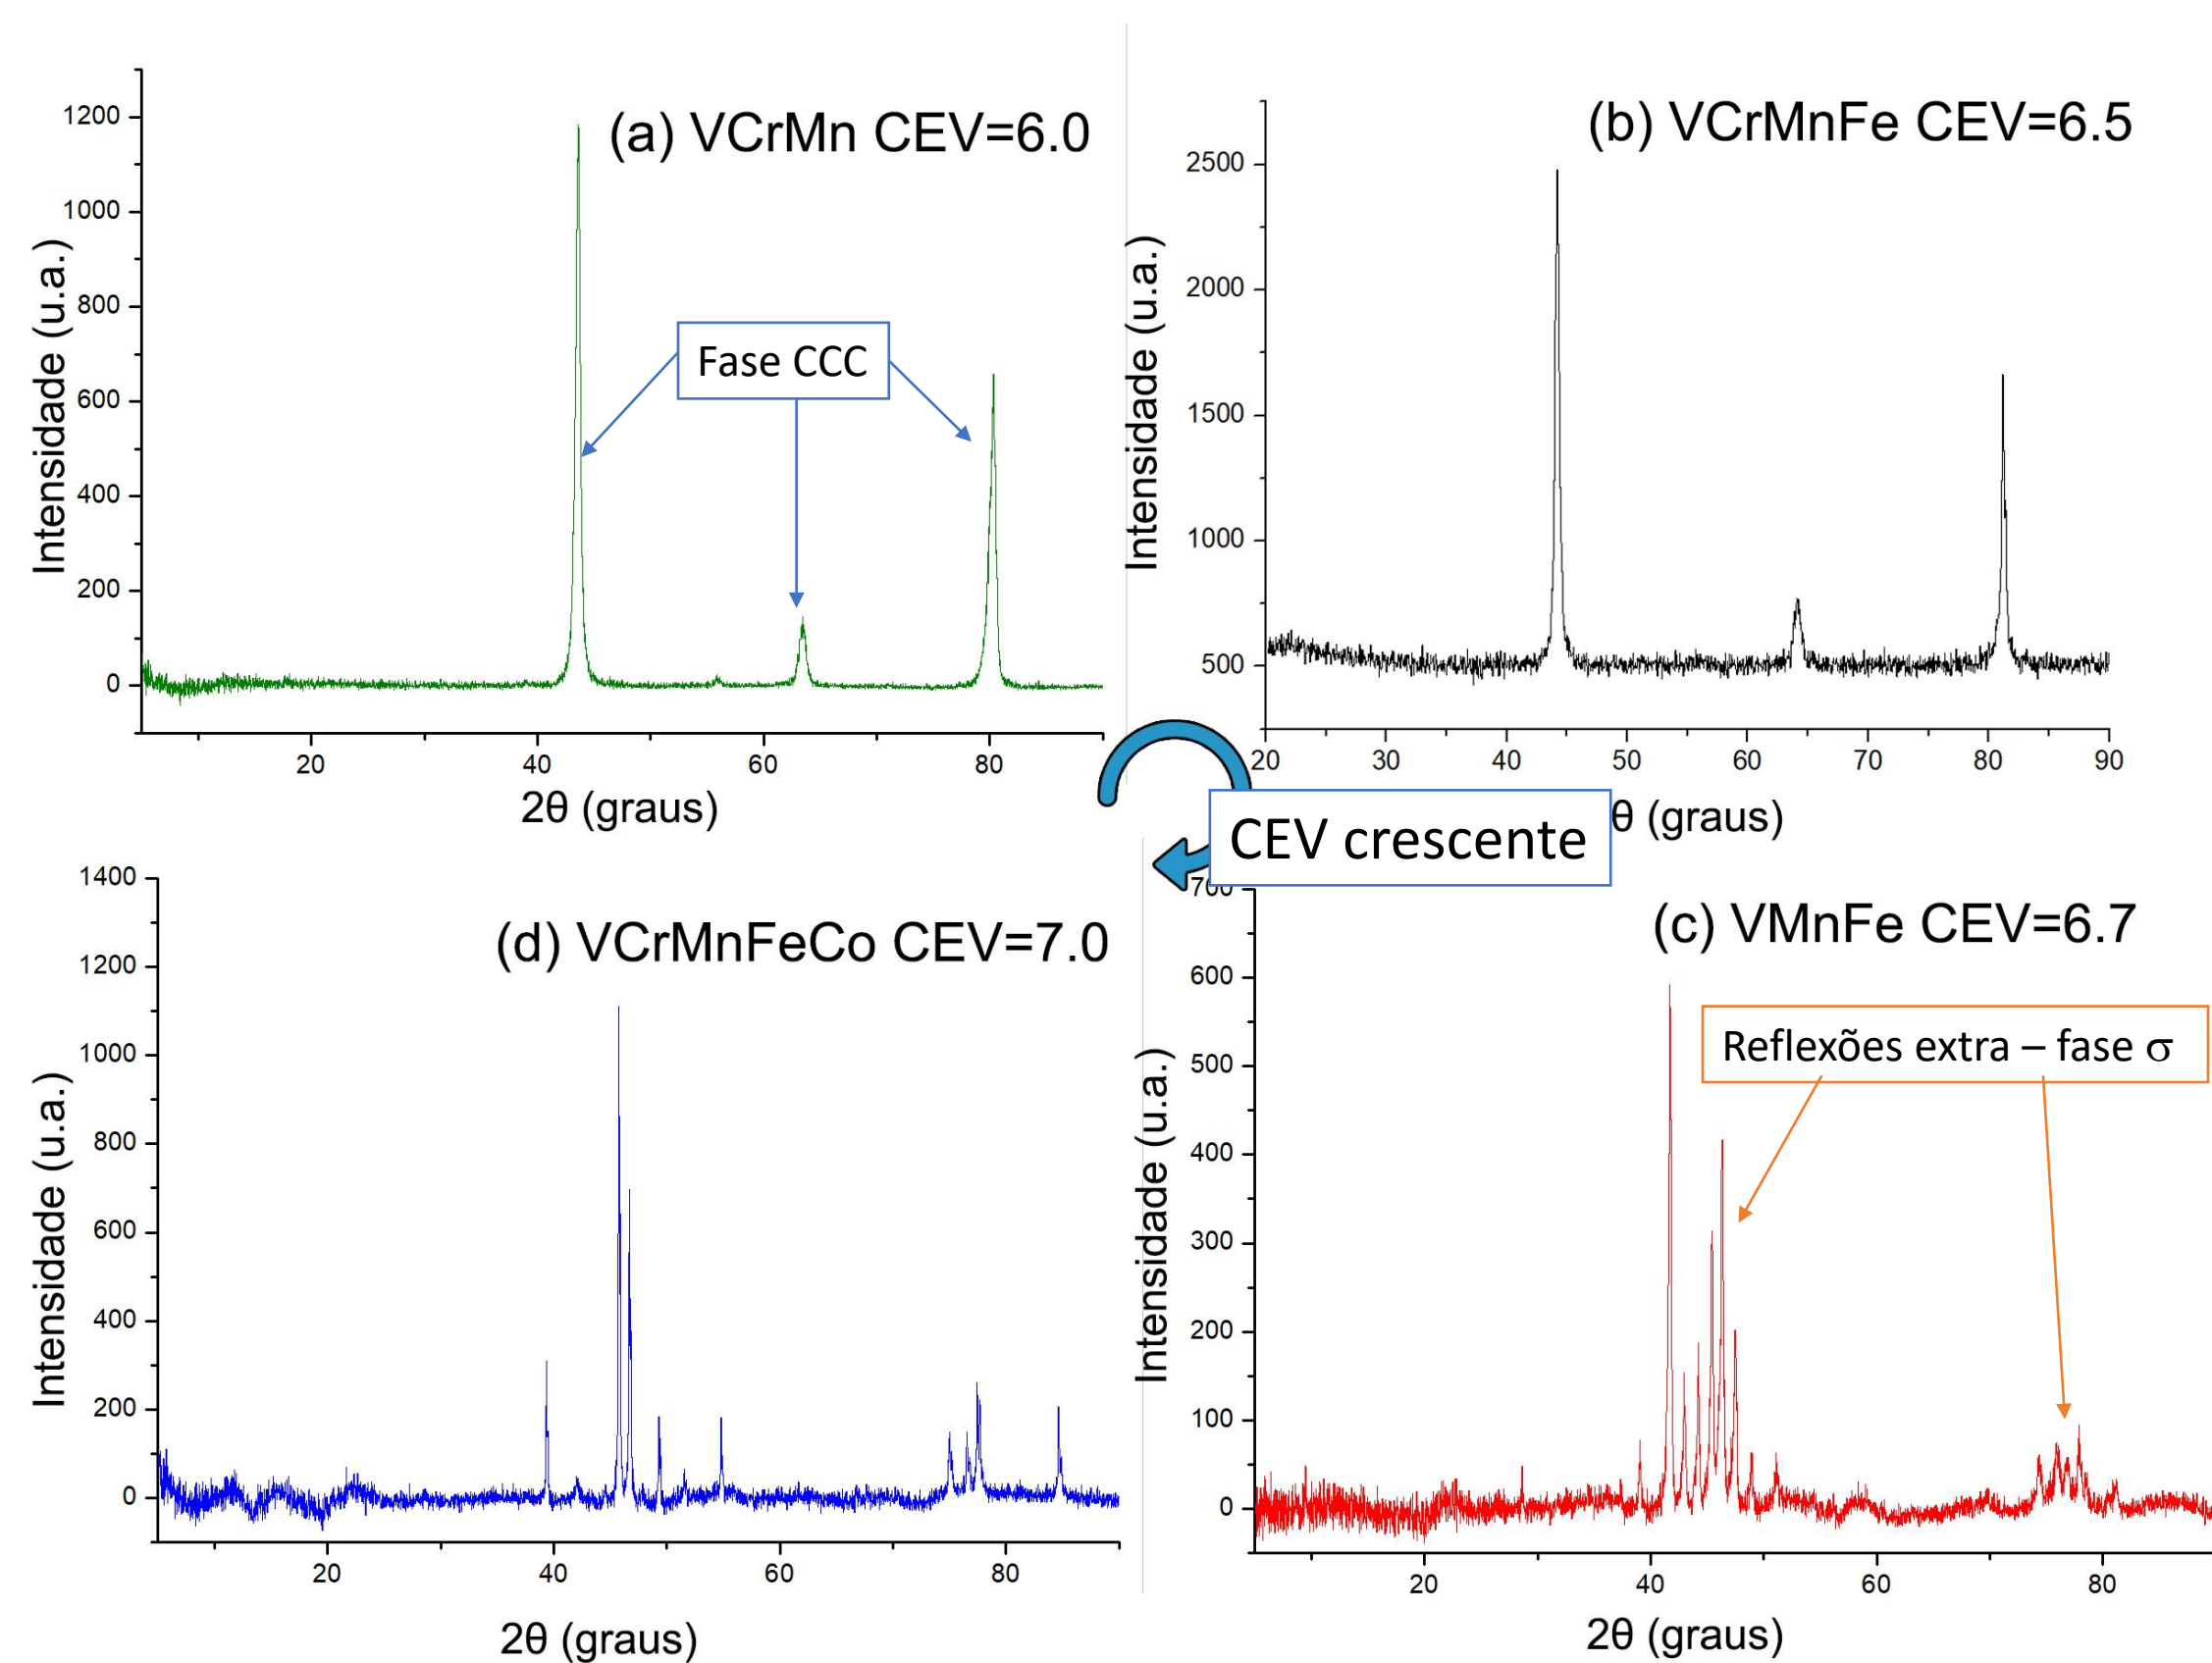 (a) VCrMn CEV=6.0
Intensidade (u.a.)
1200
1000
800
600
400
200
0
Fase CCC
20 40 60 80
2θ (graus)
(b) VCrMnFe CEV=6.5
Intensidade (u.a.)
2500
2000
1500
1000
500
20 30 40 50 60 70 80 90
θ (graus)
CEV crescente
(d) VCrMnFeCo CEV=7.0
Intensidade (u.a.)
1400
1200
1000
800
600
400
200
0
20 40 60 80
2θ (graus)
(c) VMnFe CEV=6.7
Intensidade (u.a.)
700
600
500
400
300
200
100
0
Reflexões extra – fase σ
20 40 60 80
2θ (graus)